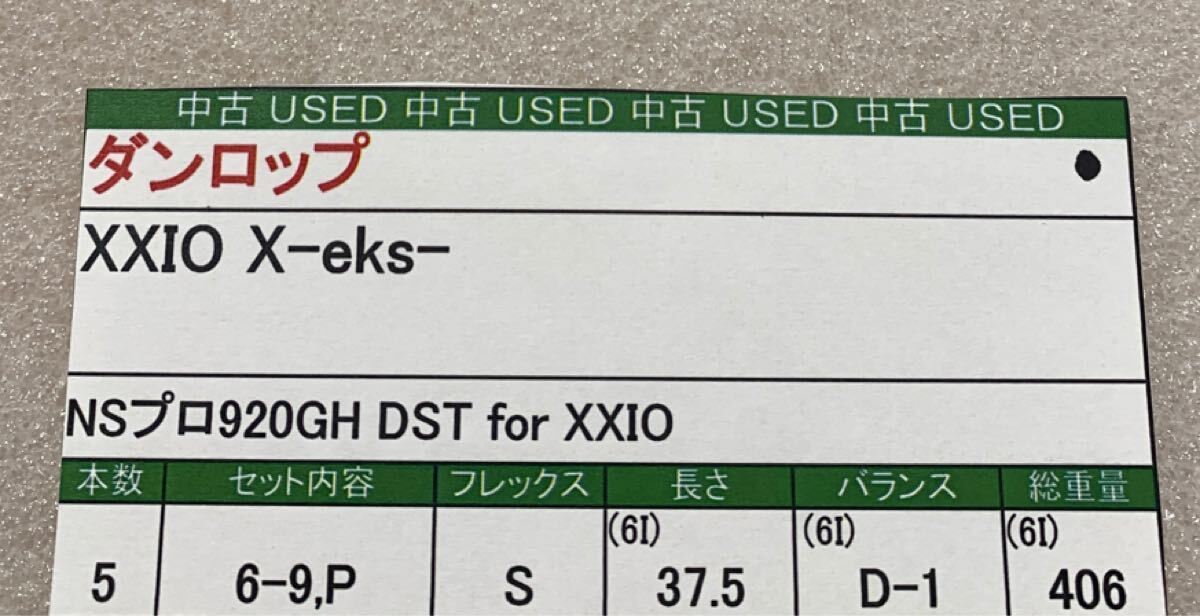 中古 USED 中古 USED 中古 USED 中古 USED
ダンロップ ●
XXIO X-eks-
NSプロ920GH DST for XXIO
本数 セット内容 フレックス 長さ バランス 総重量
(6I) (6I) (6I)
5 6-9,P S 37.5 D-1 406